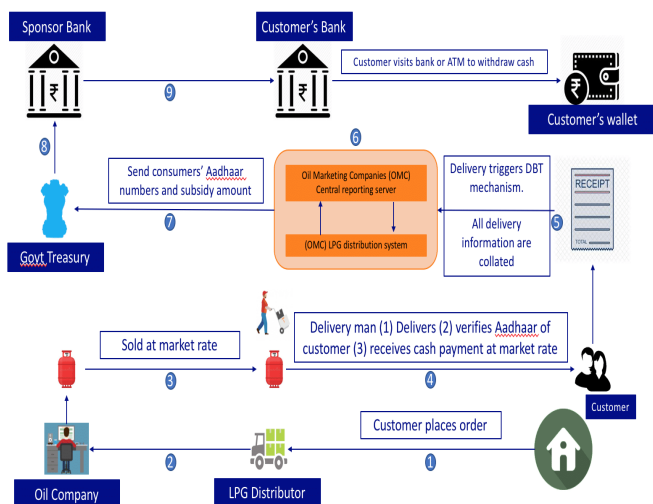 Sponsor Bank
Customer's Bank
Customer visits bank or ATM to withdraw cash
₹
₹
₹
9
Customer's wallet
6
8
Send consumers' Aadhaar
numbers and subsidy amount
Oil Marketing Companies (OMC)
Central reporting server
Delivery triggers DBT
mechanism.
RECEIPT
7
5
(OMC) LPG distribution system
All delivery
information are
collated
TOTAL
Govt Treasury
Sold at market rate
Delivery man (1) Delivers (2) verifies Aadhaar of
customer (3) receives cash payment at market rate
3
4
Customer
Customer places order
2
1
Oil Company
LPG Distributor